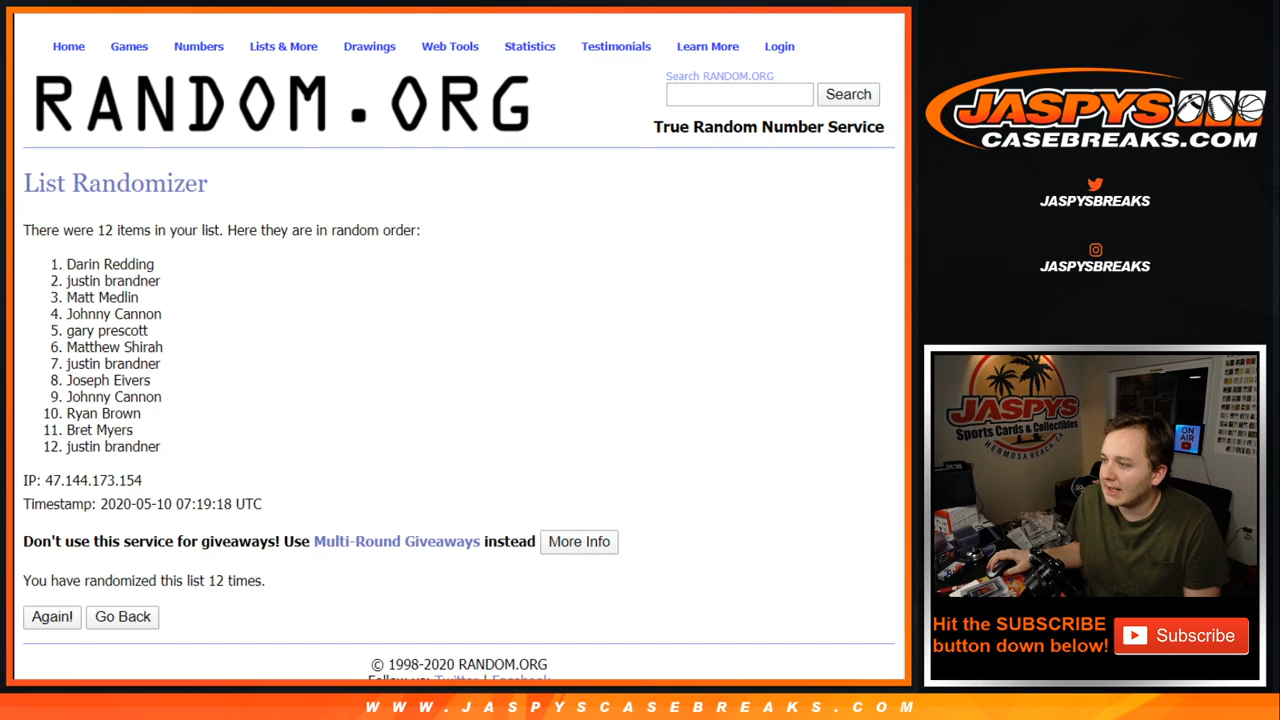 Home Games Numbers Lists & More Drawings Web Tools Statistics Testimonials Learn More Login
RANDOM.ORG
Search RANDOM.ORG
Search
True Random Number Service
List Randomizer
There were 12 items in your list. Here they are in random order:
1. Darin Redding
2. justin brandner
3. Matt Medlin
4. Johnny Cannon
5. gary prescott
6. Matthew Shirah
7. justin brandner
8. Joseph Eivers
9. Johnny Cannon
10. Ryan Brown
11. Bret Myers
12. justin brandner
IP: 47.144.173.154
Timestamp: 2020-05-10 07:19:18 UTC
Don't use this service for giveaways! Use Multi-Round Giveaways instead More Info
You have randomized this list 12 times.
Again! Go Back
© 1998-2020 RANDOM.ORG
Follow us: Twitter | Facebook
JASPYS
CASEBREAKS.COM
JASPYSBREAKS
JASPYSBREAKS
JASPYS
Sports Cards & Collectibles
HERMOSA BEACH, CA
ON
AIR
Hit the SUBSCRIBE
button down below!
Subscribe
WWW.JASPYSCASEBREAKS.COM